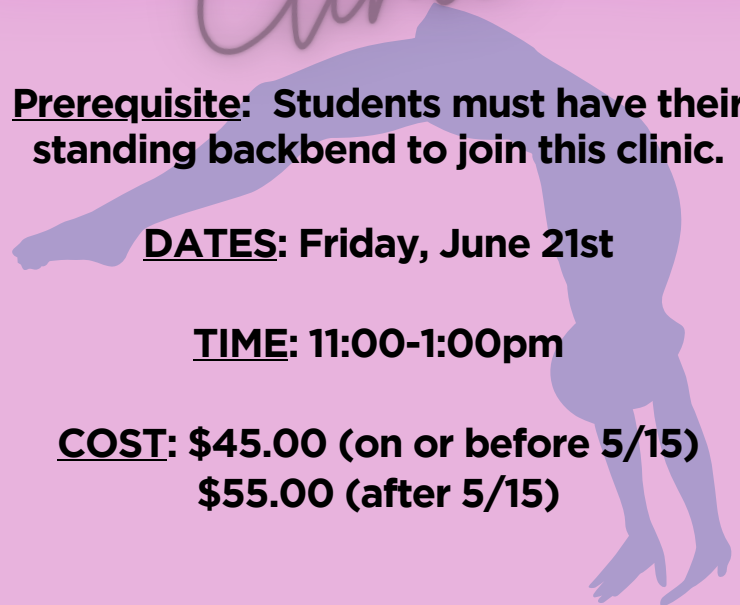 Prerequisite:  Students must have their
standing backbend to join this clinic.
DATES: Friday, June 21st
TIME: 11:00-1:00pm
COST: $45.00 (on or before 5/15)
$55.00 (after 5/15)